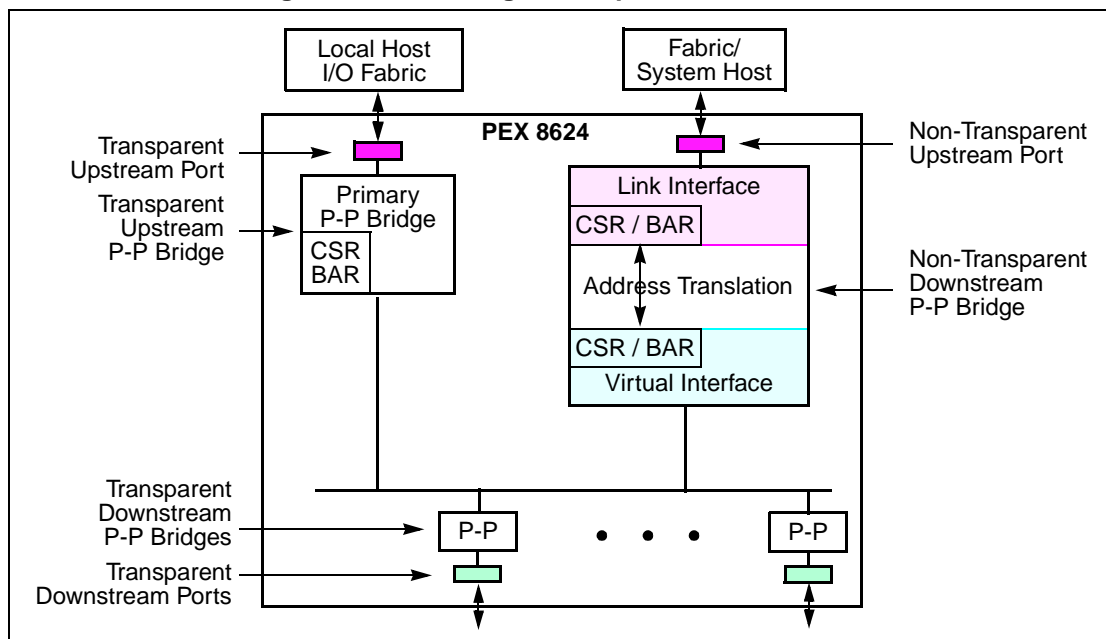 Local Host
I/O Fabric
Fabric/
System Host
PEX 8624
Transparent
Upstream Port
Non-Transparent
Upstream Port
Transparent
Upstream
P-P Bridge
Primary
P-P Bridge
CSR
BAR
Link Interface
CSR / BAR
Address Translation
CSR / BAR
Virtual Interface
Non-Transparent
Downstream
P-P Bridge
Transparent
Downstream
P-P Bridges
P-P
P-P
Transparent
Downstream Ports